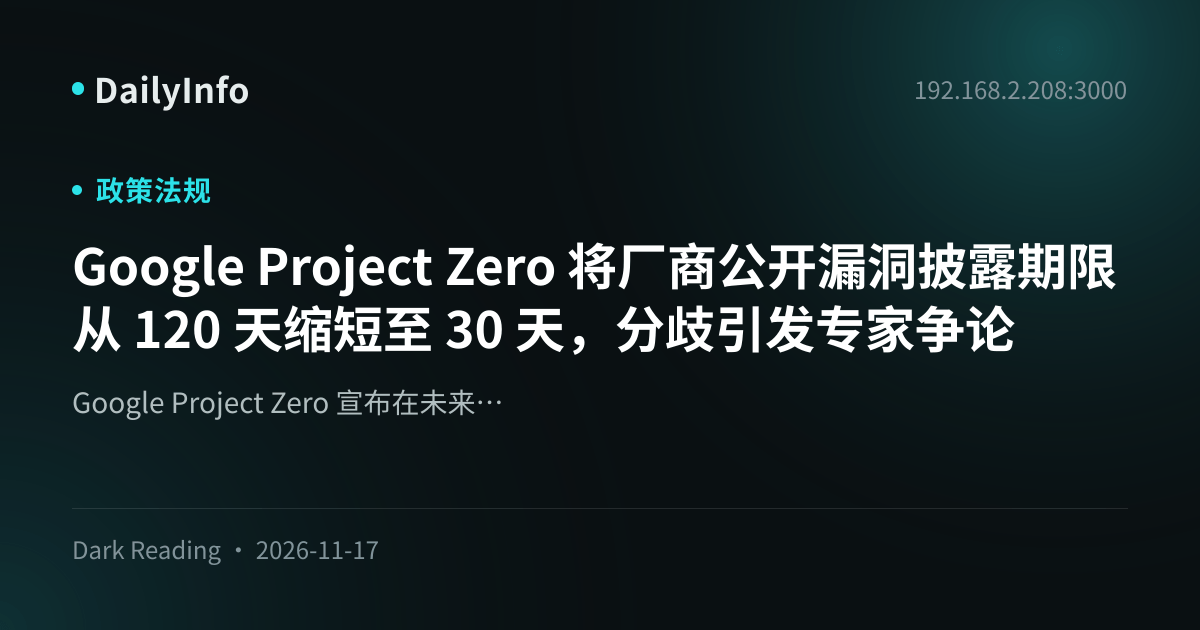 DailyInfo
192.168.2.208:3000
政策法规
Google Project Zero 将厂商公开漏洞披露期限
从 120 天缩短至 30 天，分歧引发专家争论
Google Project Zero 宣布在未来…
Dark Reading · 2026-11-17